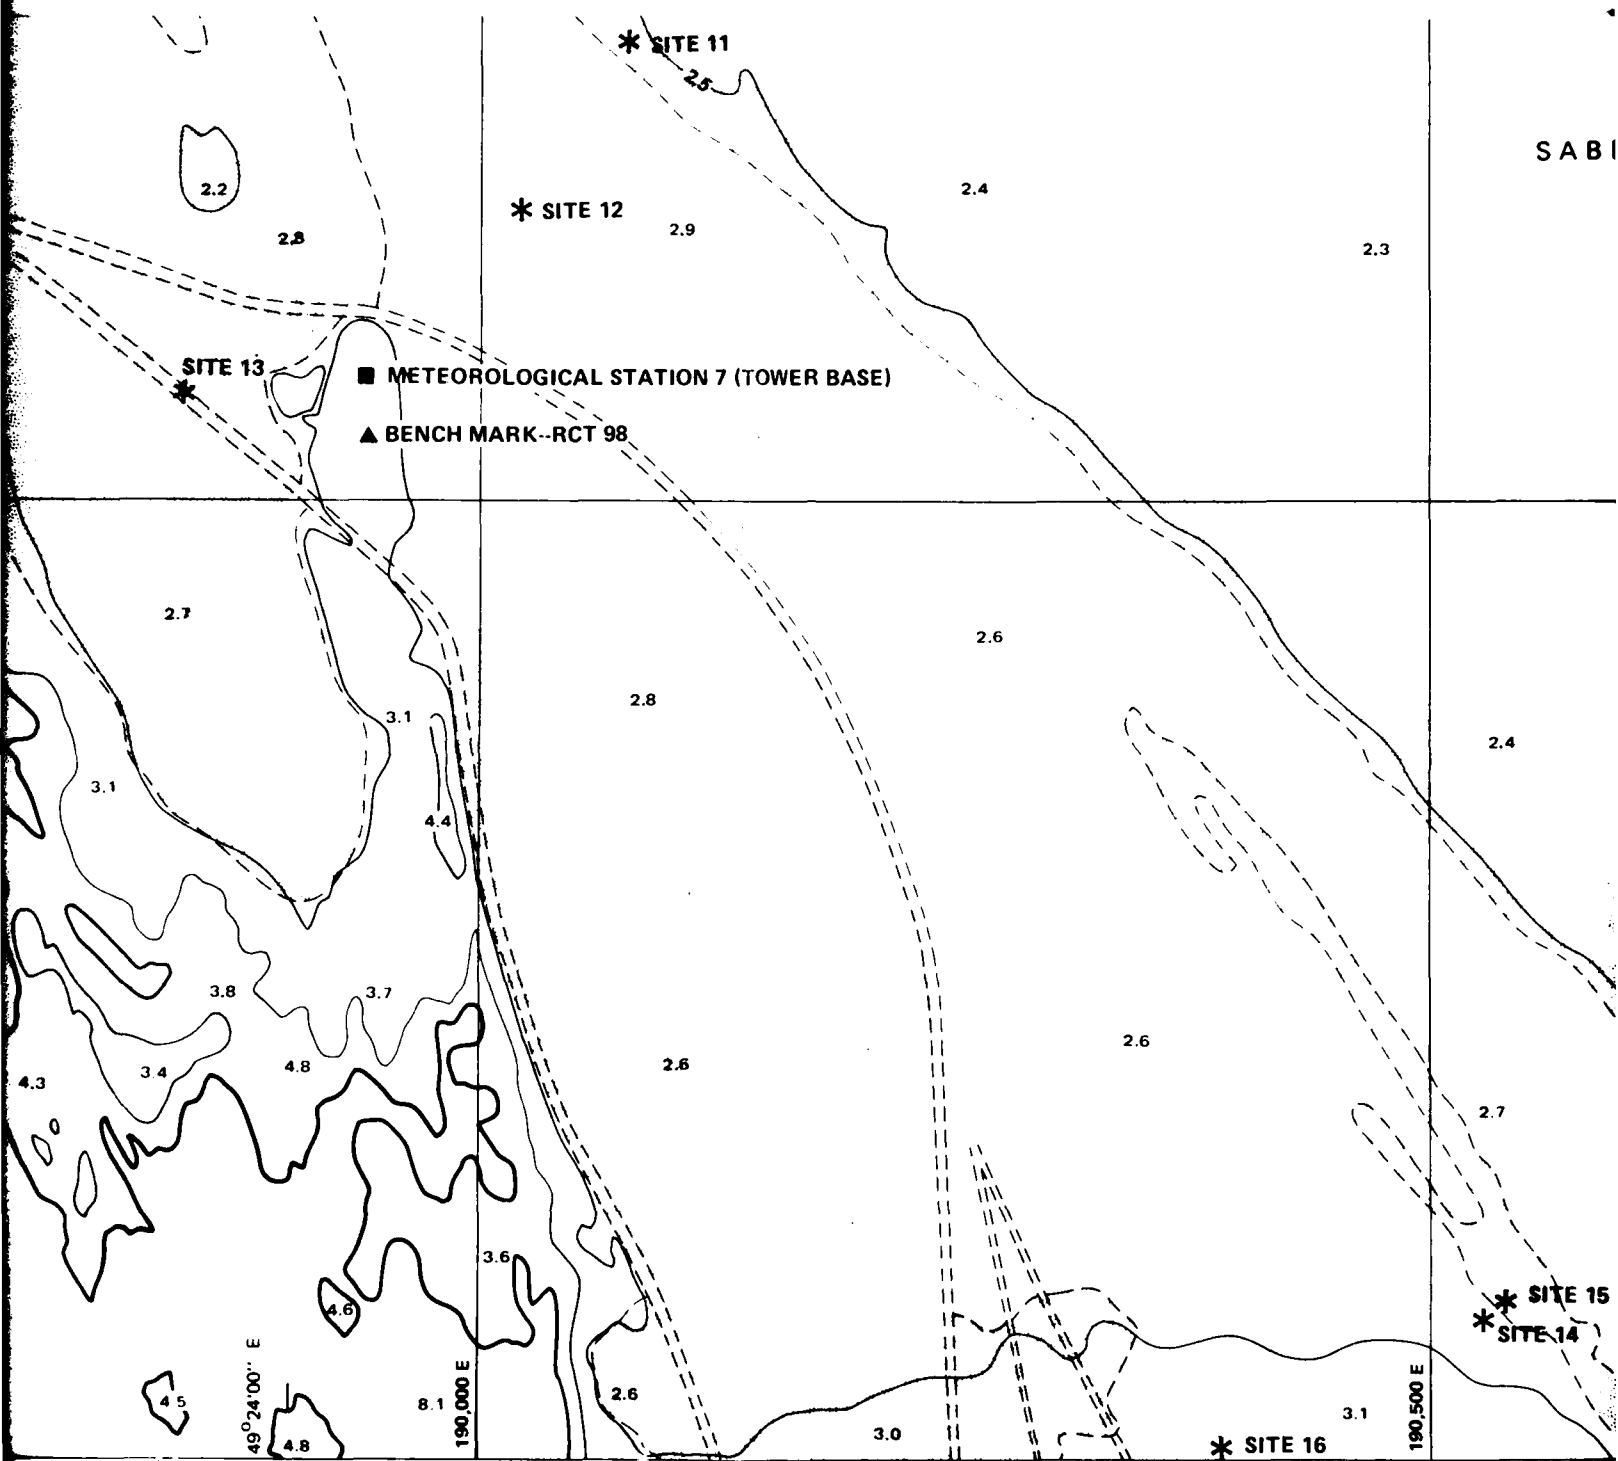 SITE 11
2.5
SABI
2.2
2.4
SITE 12
2.9
2.8
2.3
SITE 13
METEOROLOGICAL STATION 7 (TOWER BASE)
BENCH MARK--RCT 98
2.7
2.6
2.8
3.1
2.4
3.1
4.4
3.8
3.7
2.6
2.6
4.3
3.4
4.8
2.7
3.6
4.6
SITE 15
SITE 14
49°24'00" E
190,000 E
190,500 E
4.5
8.1
2.6
3.0
3.1
4.8
SITE 16